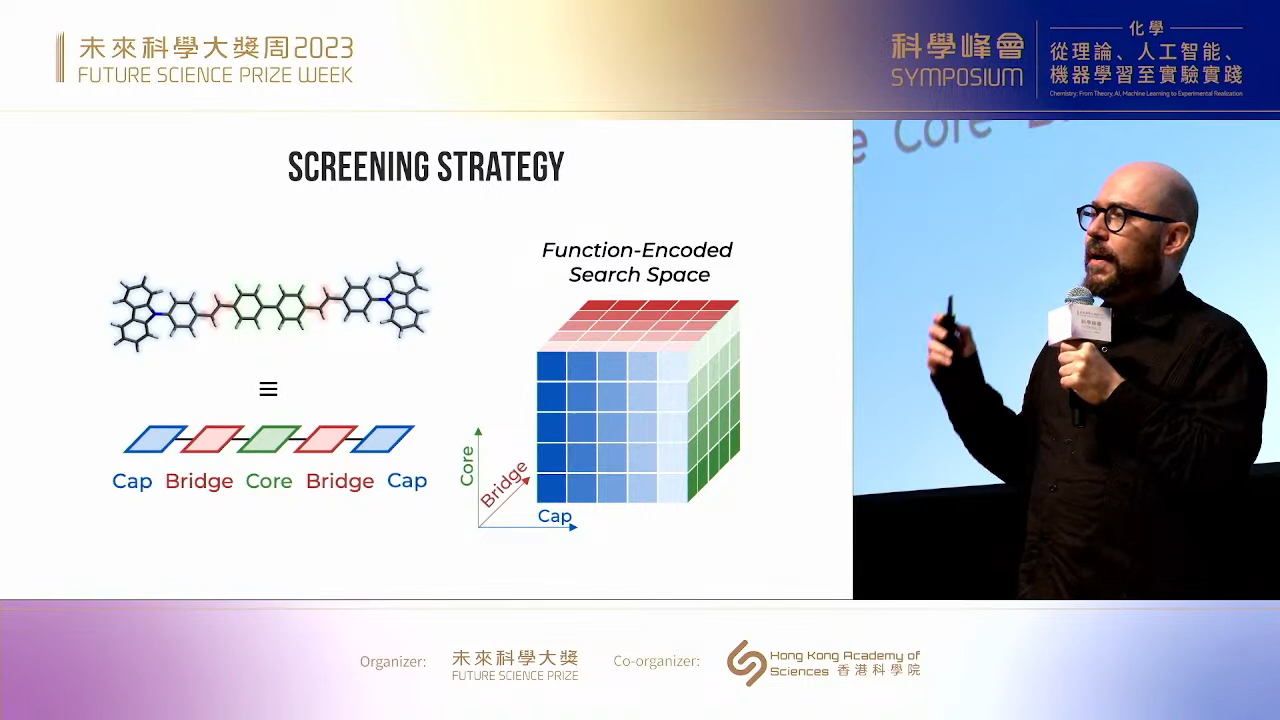 未來科學大獎周2023
FUTURE SCIENCE PRIZE WEEK
科學峰會
SYMPOSIUM
化學
從理論、人工智能、
機器學習至實驗實踐
Chemistry: From Theory, AI, Machine Learning to Experimental Realization
SCREENING STRATEGY
Function-Encoded
Search Space
≡
Cap Bridge Core Bridge Cap
Core
Bridge
Cap
Core
科學峰會
Organizer:
未來科學大獎
FUTURE SCIENCE PRIZE
Co-organizer:
Hong Kong Academy of
Sciences 香港科學院